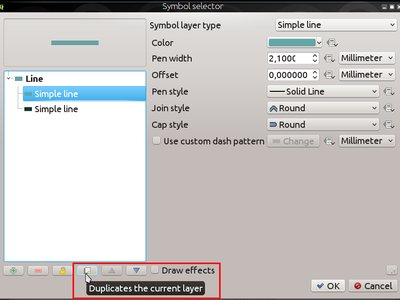 Symbol selector
Symbol layer type
Simple line
Color
Pen width
2,1000
Millimeter
Offset
0,000000
Millimeter
Pen style
Solid Line
Join style
Round
Cap style
Round
Use custom dash pattern
Change
Millimeter
Line
Simple line
Simple line
Draw effects
Duplicates the current layer
OK
Cancel